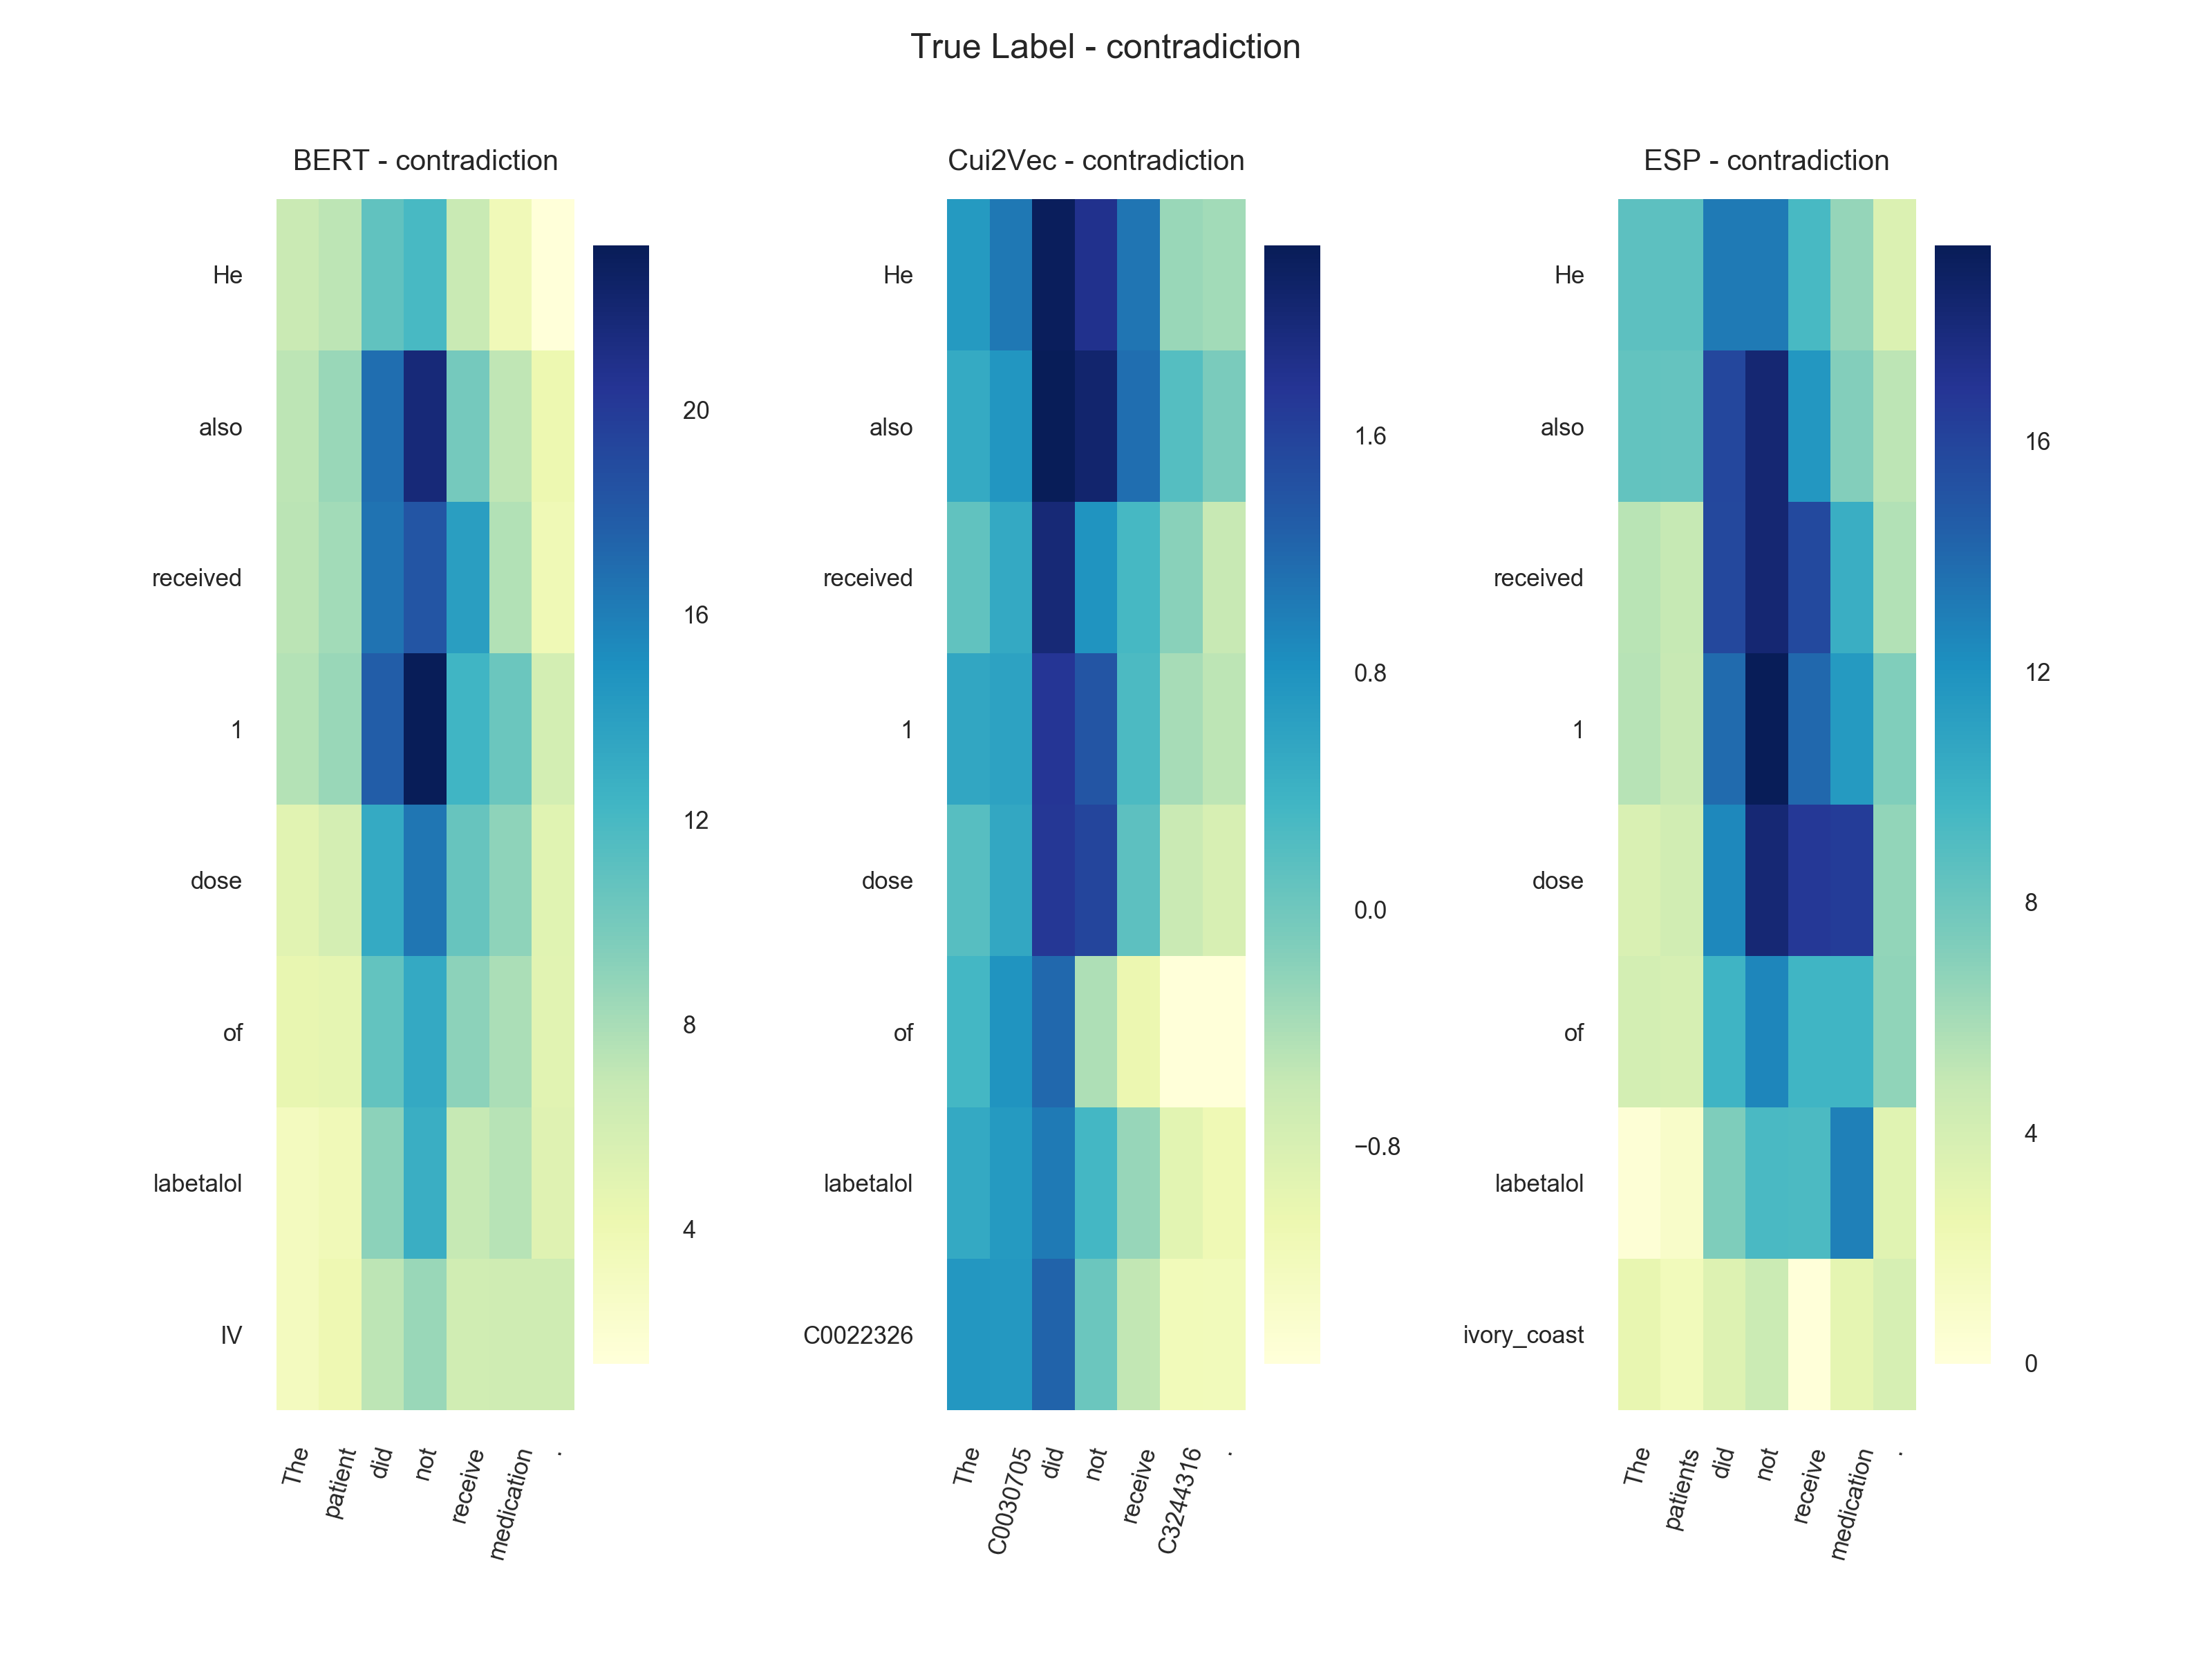 True Label - contradiction
BERT - contradiction
He
also
received
1
dose
of
labetalol
IV
The
patient
did
not
receive
medication
.
20
16
12
8
4
Cui2Vec - contradiction
He
also
received
1
dose
of
labetalol
C0022326
The
C0030705
did
not
receive
C3244316
.
1.6
0.8
0.0
−0.8
ESP - contradiction
He
also
received
1
dose
of
labetalol
ivory_coast
The
patients
did
not
receive
medication
.
16
12
8
4
0